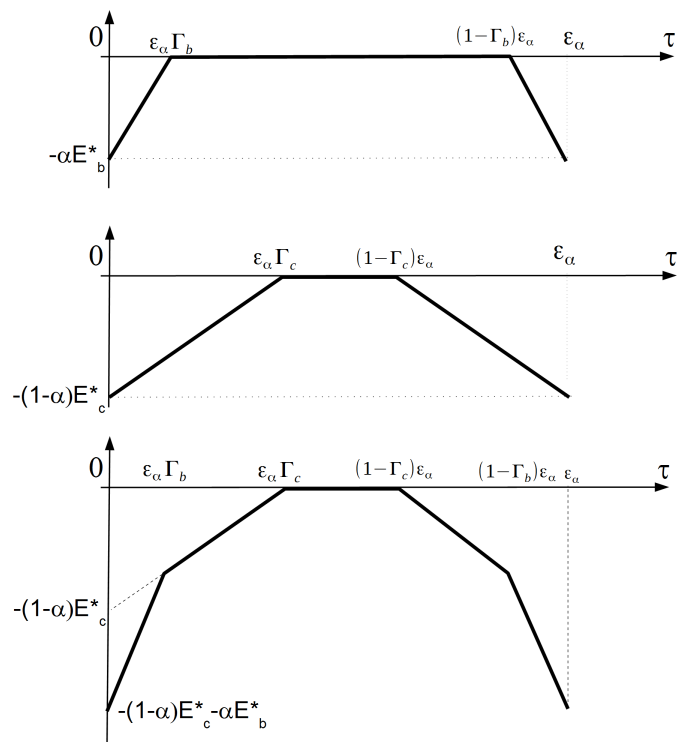 0 εαΓb (1−Γb)εα εα τ
-αE*b
0 εαΓc (1−Γc)εα εα τ
-(1-α)E*c
0 εαΓb εαΓc (1−Γc)εα (1−Γb)εα εα τ
-(1-α)E*c
-(1-α)E*c-αE*b